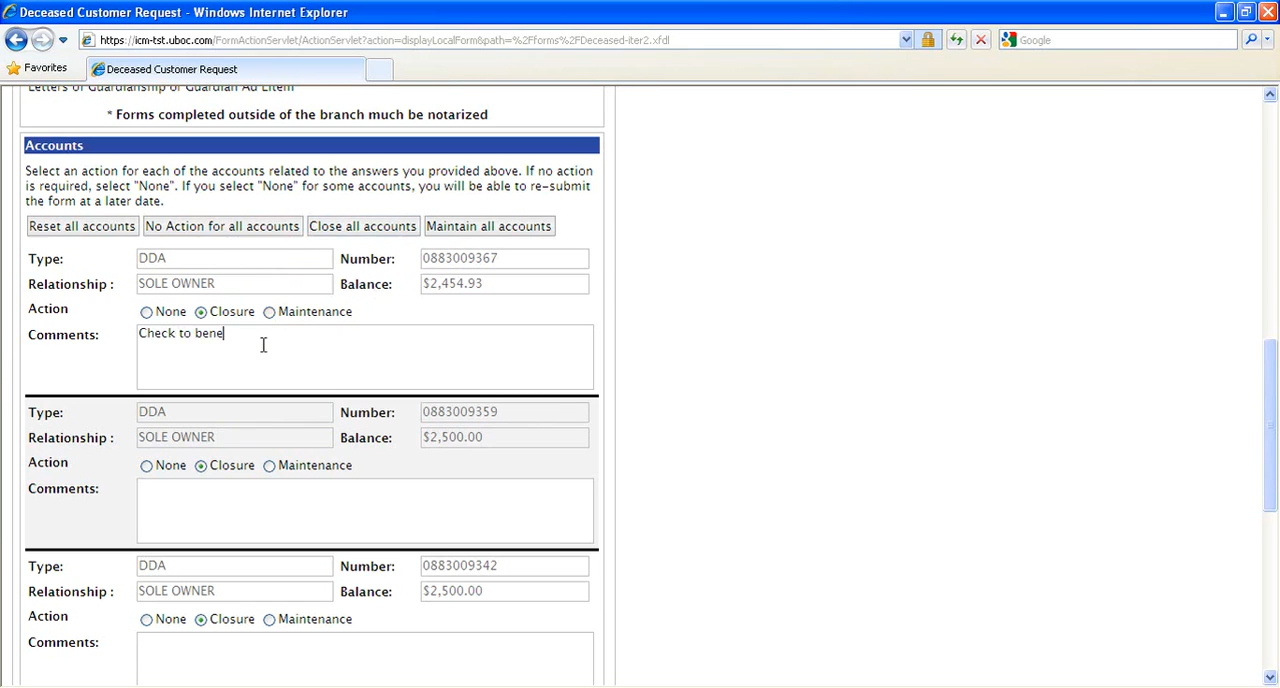 Deceased Customer Request - Windows Internet Explorer
https://icm-tst.uboc.com/FormActionServlet/ActionServlet?action=displayLocalForm&path=%2Fforms%2FDeceased-iter2.xfdl
Google
Favorites
Deceased Customer Request
Letters of Guardianship of Guardian Ad Litem
* Forms completed outside of the branch much be notarized
Accounts
Select an action for each of the accounts related to the answers you provided above. If no action
is required, select "None". If you select "None" for some accounts, you will be able to re-submit
the form at a later date.
Reset all accounts No Action for all accounts Close all accounts Maintain all accounts
Type: DDA Number: 0883009367
Relationship : SOLE OWNER Balance: $2,454.93
Action None Closure Maintenance
Comments: Check to bene
Type: DDA Number: 0883009359
Relationship : SOLE OWNER Balance: $2,500.00
Action None Closure Maintenance
Comments:
Type: DDA Number: 0883009342
Relationship : SOLE OWNER Balance: $2,500.00
Action None Closure Maintenance
Comments: